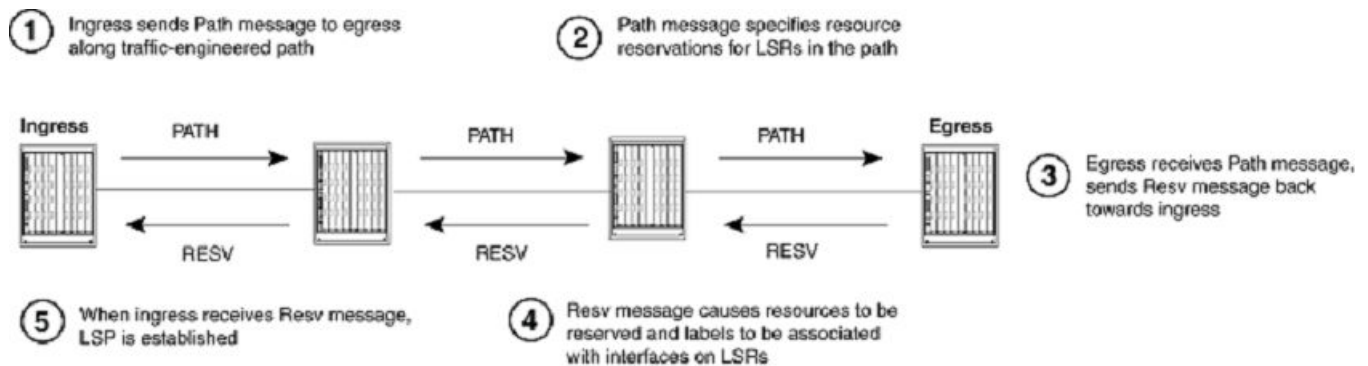 1 Ingress sends Path message to egress
along traffic-engineered path
2 Path message specifies resource
reservations for LSRs in the path
Ingress
PATH
PATH
PATH
Egress
3 Egress receives Path message,
sends Resv message back
towards ingress
RESV
RESV
RESV
5 When ingress receives Resv message,
LSP is established
4 Resv message causes resources to be
reserved and labels to be associated
with interfaces on LSRs